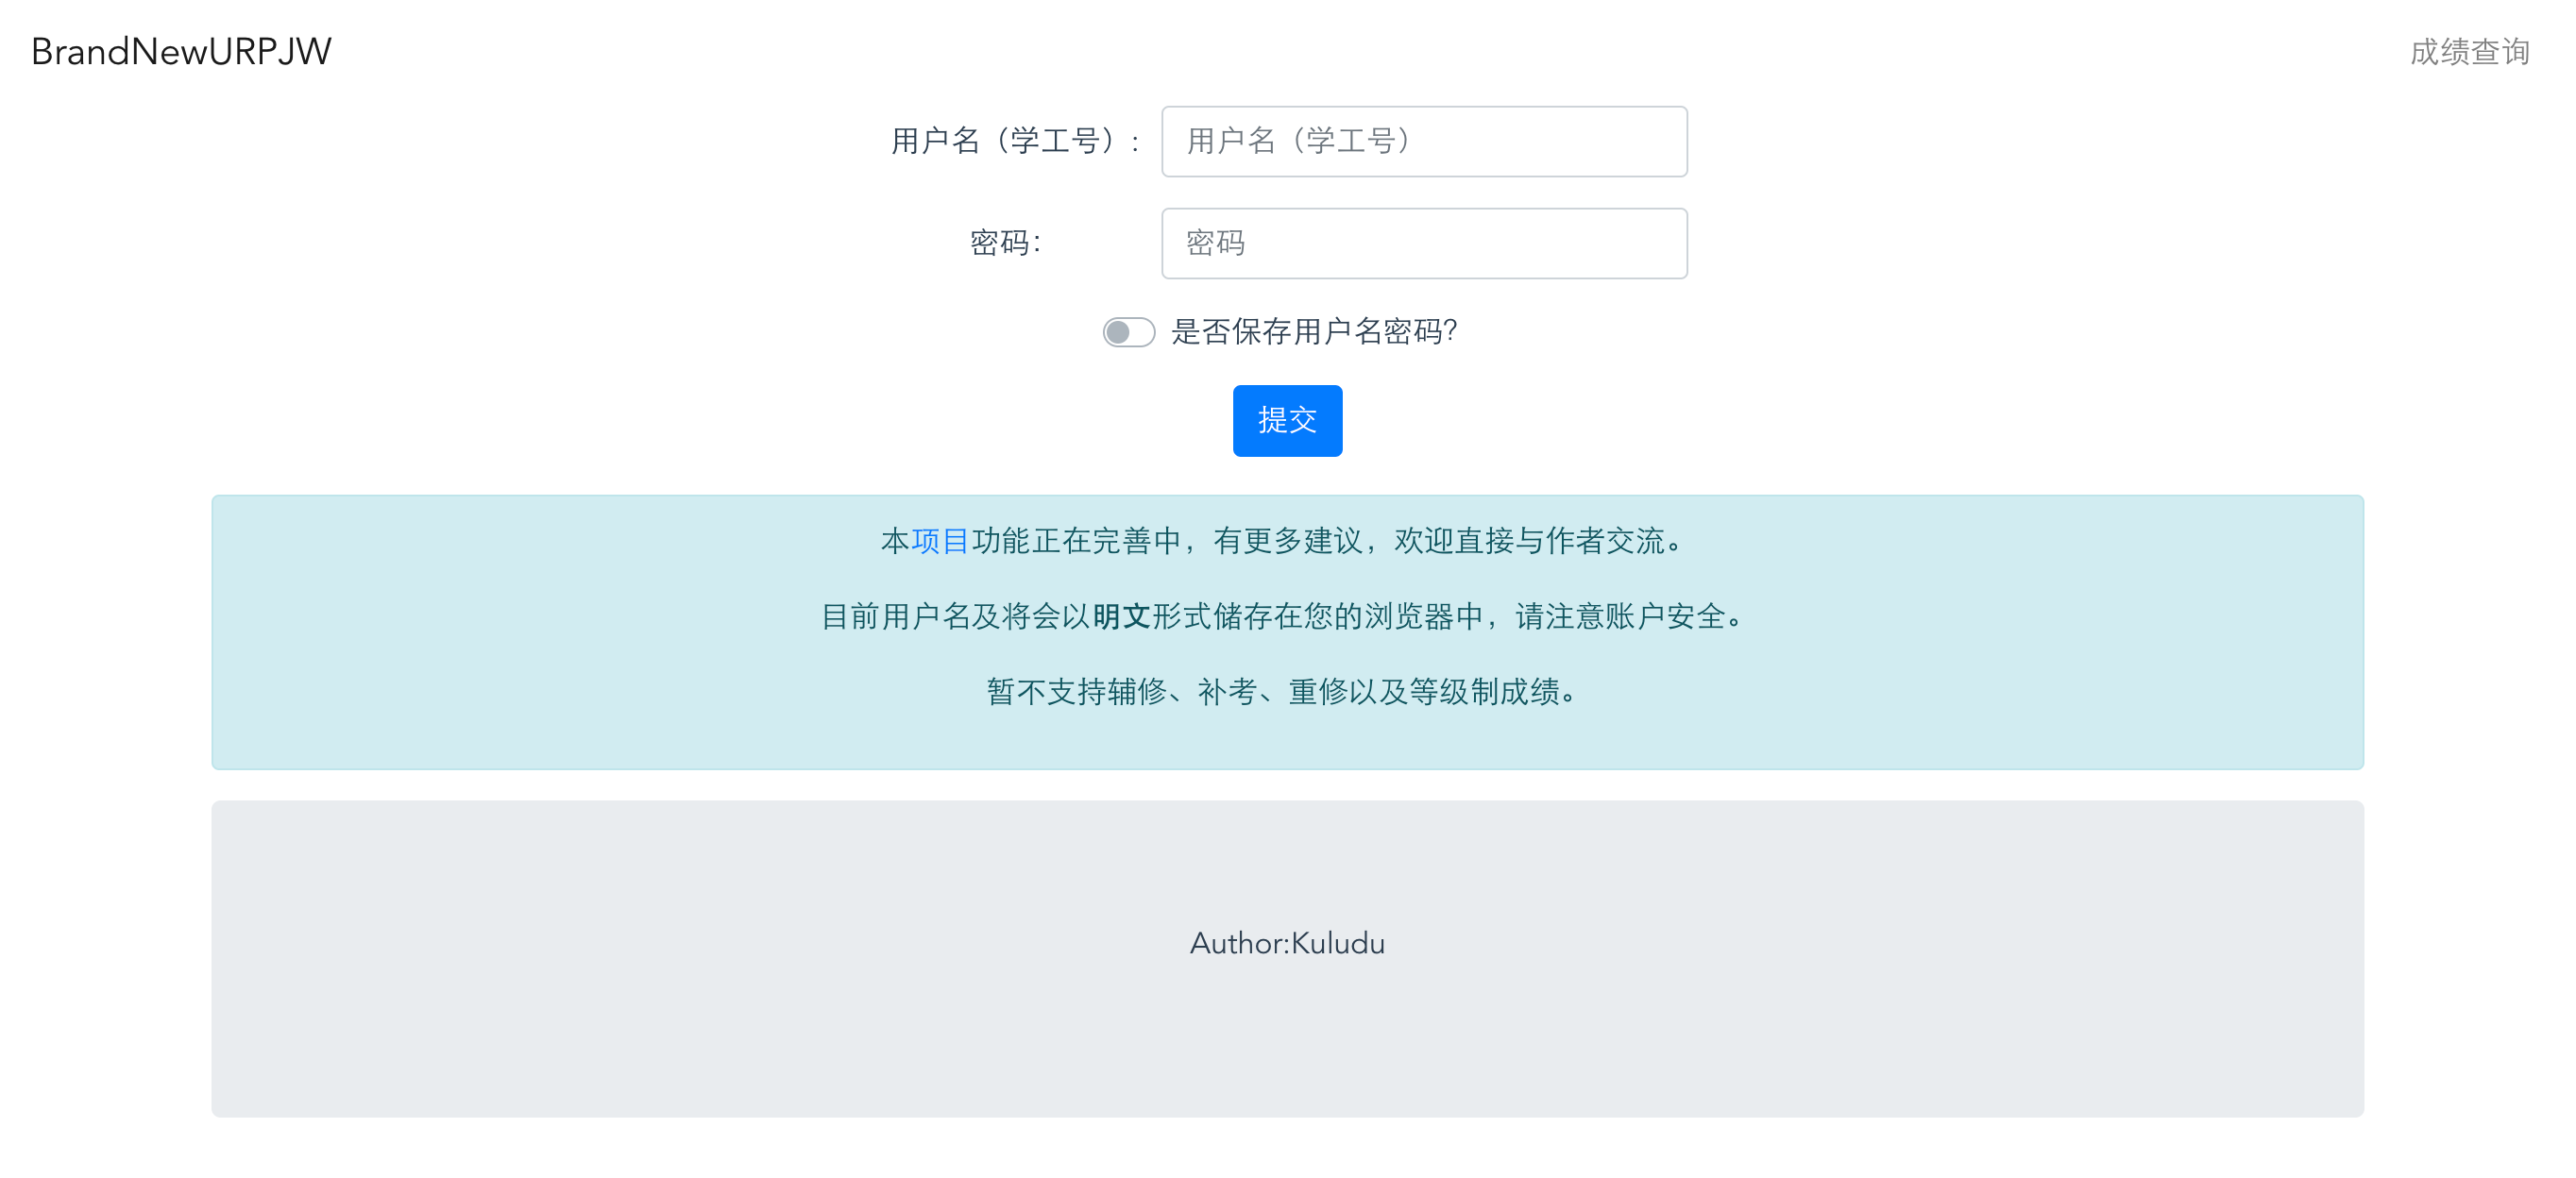 BrandNewURPJW
成绩查询
用户名（学工号）:
用户名（学工号）
密码:
密码
是否保存用户名密码?
提交
本项目功能正在完善中，有更多建议，欢迎直接与作者交流。
目前用户名及将会以明文形式储存在您的浏览器中，请注意账户安全。
暂不支持辅修、补考、重修以及等级制成绩。
Author:Kuludu